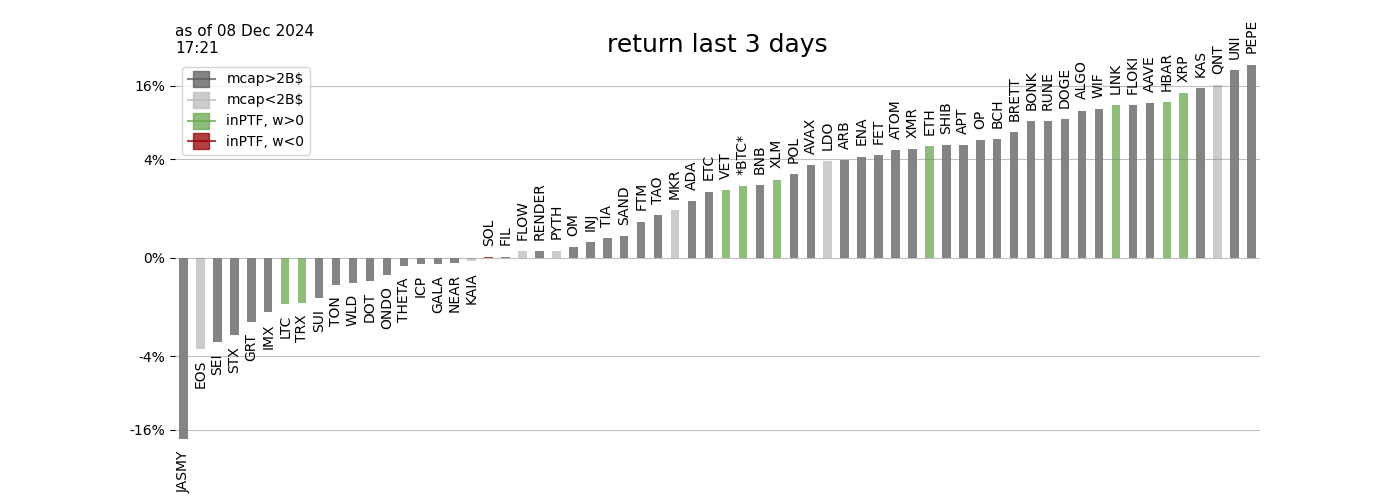 as of 08 Dec 2024
17:21
return last 3 days
mcap>2B$
mcap<2B$
inPTF, w>0
inPTF, w<0
16%
4%
0%
-4%
-16%
JASMY
EOS
SEI
STX
GRT
IMX
LTC
TRX
SUI
TON
WLD
DOT
ONDO
THETA
ICP
GALA
NEAR
KAIA
SOL
FIL
FLOW
RENDER
PYTH
OM
INJ
TIA
SAND
FTM
TAO
MKR
ADA
ETC
VET
*BTC*
BNB
XLM
POL
AVAX
LDO
ARB
ENA
FET
ATOM
XMR
ETH
SHIB
APT
OP
BCH
BRETT
BONK
RUNE
DOGE
ALGO
WIF
LINK
FLOKI
AAVE
HBAR
XRP
KAS
QNT
UNI
PEPE